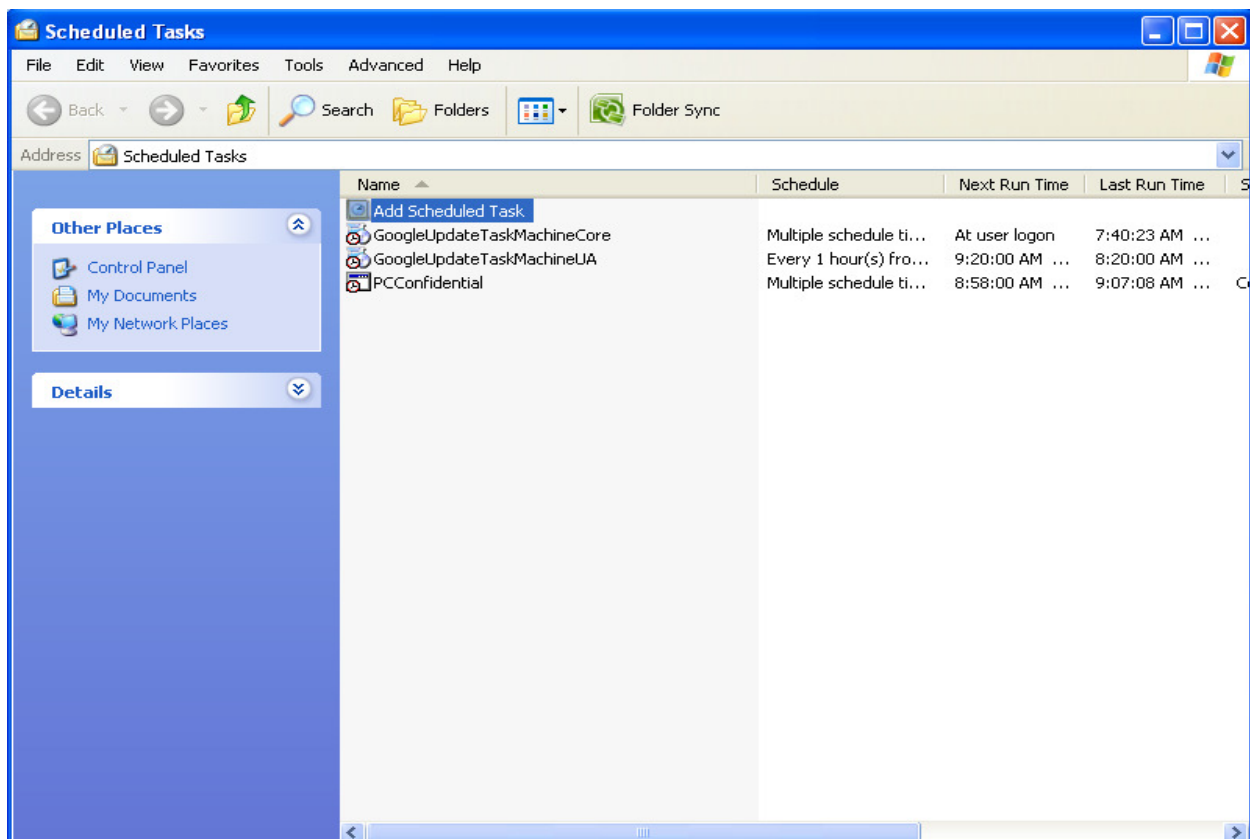 Scheduled Tasks
File Edit View Favorites Tools Advanced Help
Back Search Folders Folder Sync
Address Scheduled Tasks
Name Schedule Next Run Time Last Run Time S
Other Places
Control Panel
My Documents
My Network Places
Details
Add Scheduled Task
GoogleUpdateTaskMachineCore Multiple schedule ti... At user logon 7:40:23 AM ...
GoogleUpdateTaskMachineUA Every 1 hour(s) fro... 9:20:00 AM ... 8:20:00 AM ...
PCConfidential Multiple schedule ti... 8:58:00 AM ... 9:07:08 AM ... Co